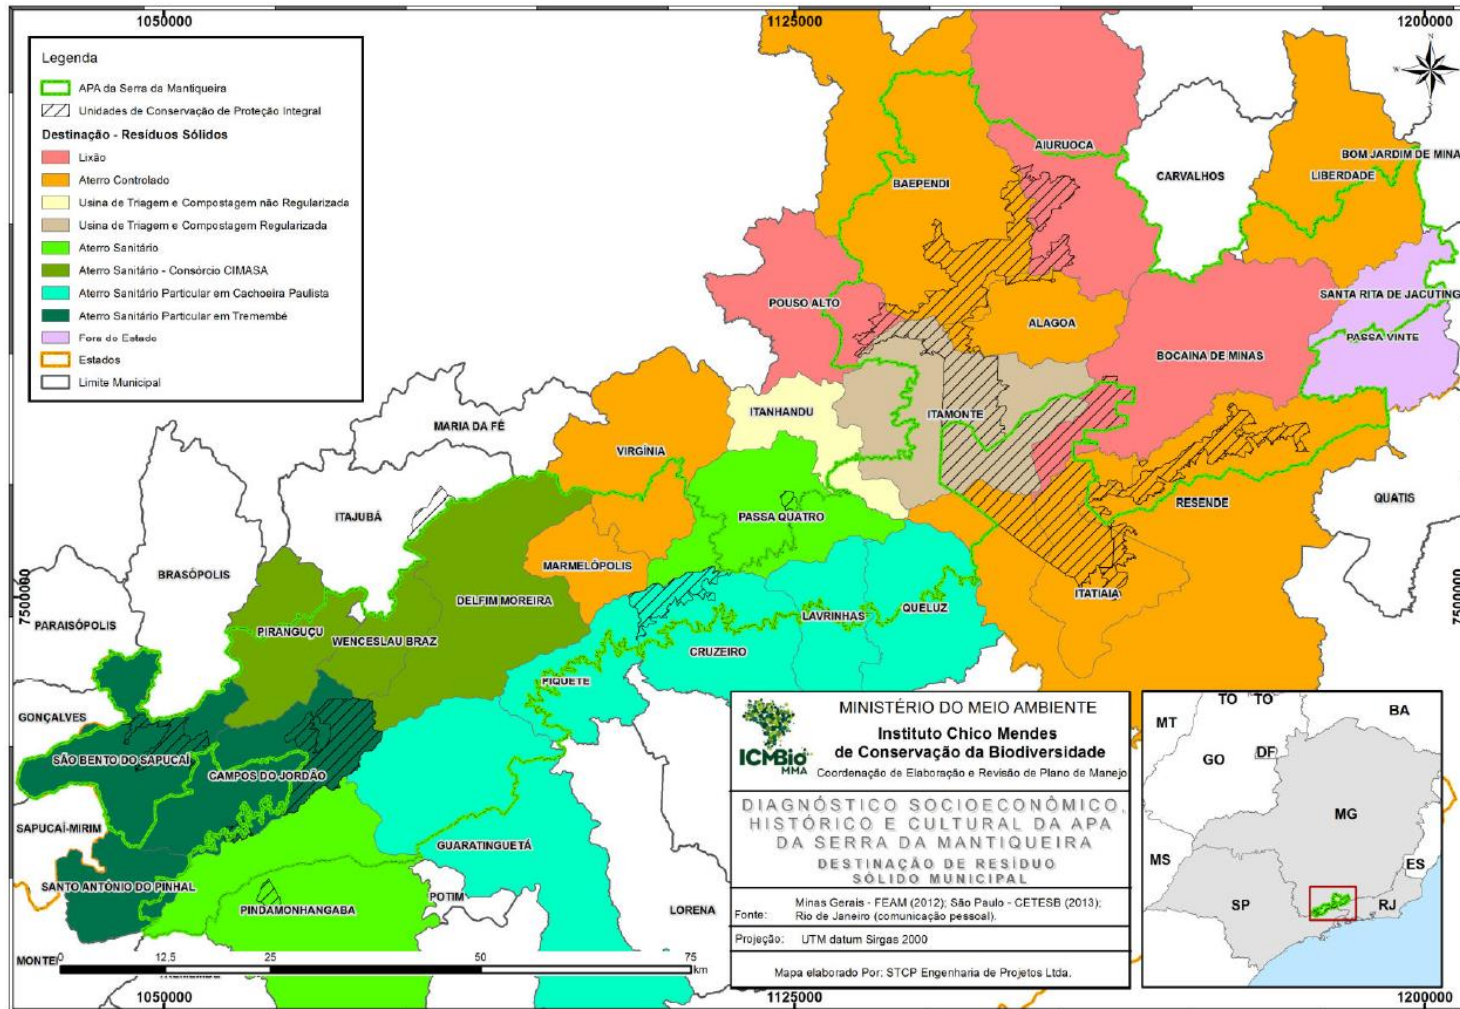 1050000
1125000
1200000
Legenda
APA da Serra da Mantiqueira
Unidades de Conservação de Proteção Integral
Destinação - Resíduos Sólidos
Lixão
Aterro Controlado
Usina de Triagem e Compostagem não Regularizada
Usina de Triagem e Compostagem Regularizada
Aterro Sanitário
Aterro Sanitário - Consórcio CIMASA
Aterro Sanitário Particular em Cachoeira Paulista
Aterro Sanitário Particular em Tremembé
Fora do Estado
Estados
Limite Municipal
N
AIURUOCA
BOM JARDIM DE MINA
CARVALHOS
LIBERDADE
BAEPENDI
POUSO ALTO
SANTA RITA DE JACUTING
ALAGOA
PASSA VINTE
BOCAINA DE MINAS
ITANHANDU
ITAMONTE
MARIA DA FÉ
VIRGÍNIA
QUATIS
RESENDE
ITAJUBÁ
PASSA QUATRO
MARMELÓPOLIS
BRASÓPOLIS
7500000
7500000
ITATIAIA
DELFIM MOREIRA
QUELUZ
LAVRINHAS
PARAISÓPOLIS
PIRANGUÇU
WENCESLAU BRAZ
CRUZEIRO
PIQUETE
GONÇALVES
SÃO BENTO DO SAPUCAÍ
CAMPOS DO JORDÃO
SAPUCAÍ-MIRIM
GUARATINGUETÁ
SANTO ANTÔNIO DO PINHAL
POTIM
PINDAMONHANGABA
LORENA
MONTEI
0
12,5
25
50
75
km
ICMBio
MMA
MINISTÉRIO DO MEIO AMBIENTE
Instituto Chico Mendes
de Conservação da Biodiversidade
Coordenação de Elaboração e Revisão de Plano de Manejo
DIAGNÓSTICO SOCIOECONÔMICO,
HISTÓRICO E CULTURAL DA APA
DA SERRA DA MANTIQUEIRA
DESTINAÇÃO DE RESÍDUO
SÓLIDO MUNICIPAL
Fonte: Minas Gerais - FEAM (2012); São Paulo - CETESB (2013);
Rio de Janeiro (comunicação pessoal).
Projeção: UTM datum Sirgas 2000
Mapa elaborado Por: STCP Engenharia de Projetos Ltda.
TO TO
MT
BA
GO
DF
MG
MS
ES
SP
RJ
1050000
1125000
1200000